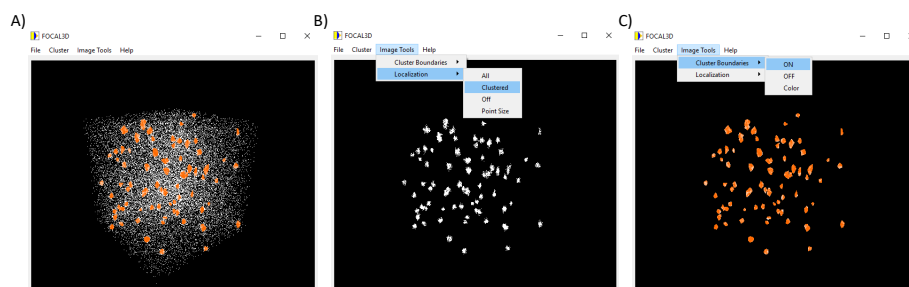 A)
FOCAL3D
File Cluster Image Tools Help
B)
FOCAL3D
File Cluster Image Tools Help
Cluster Boundaries
Localization
All
Clustered
Off
Point Size
C)
FOCAL3D
File Cluster Image Tools Help
Cluster Boundaries
Localization
ON
OFF
Color